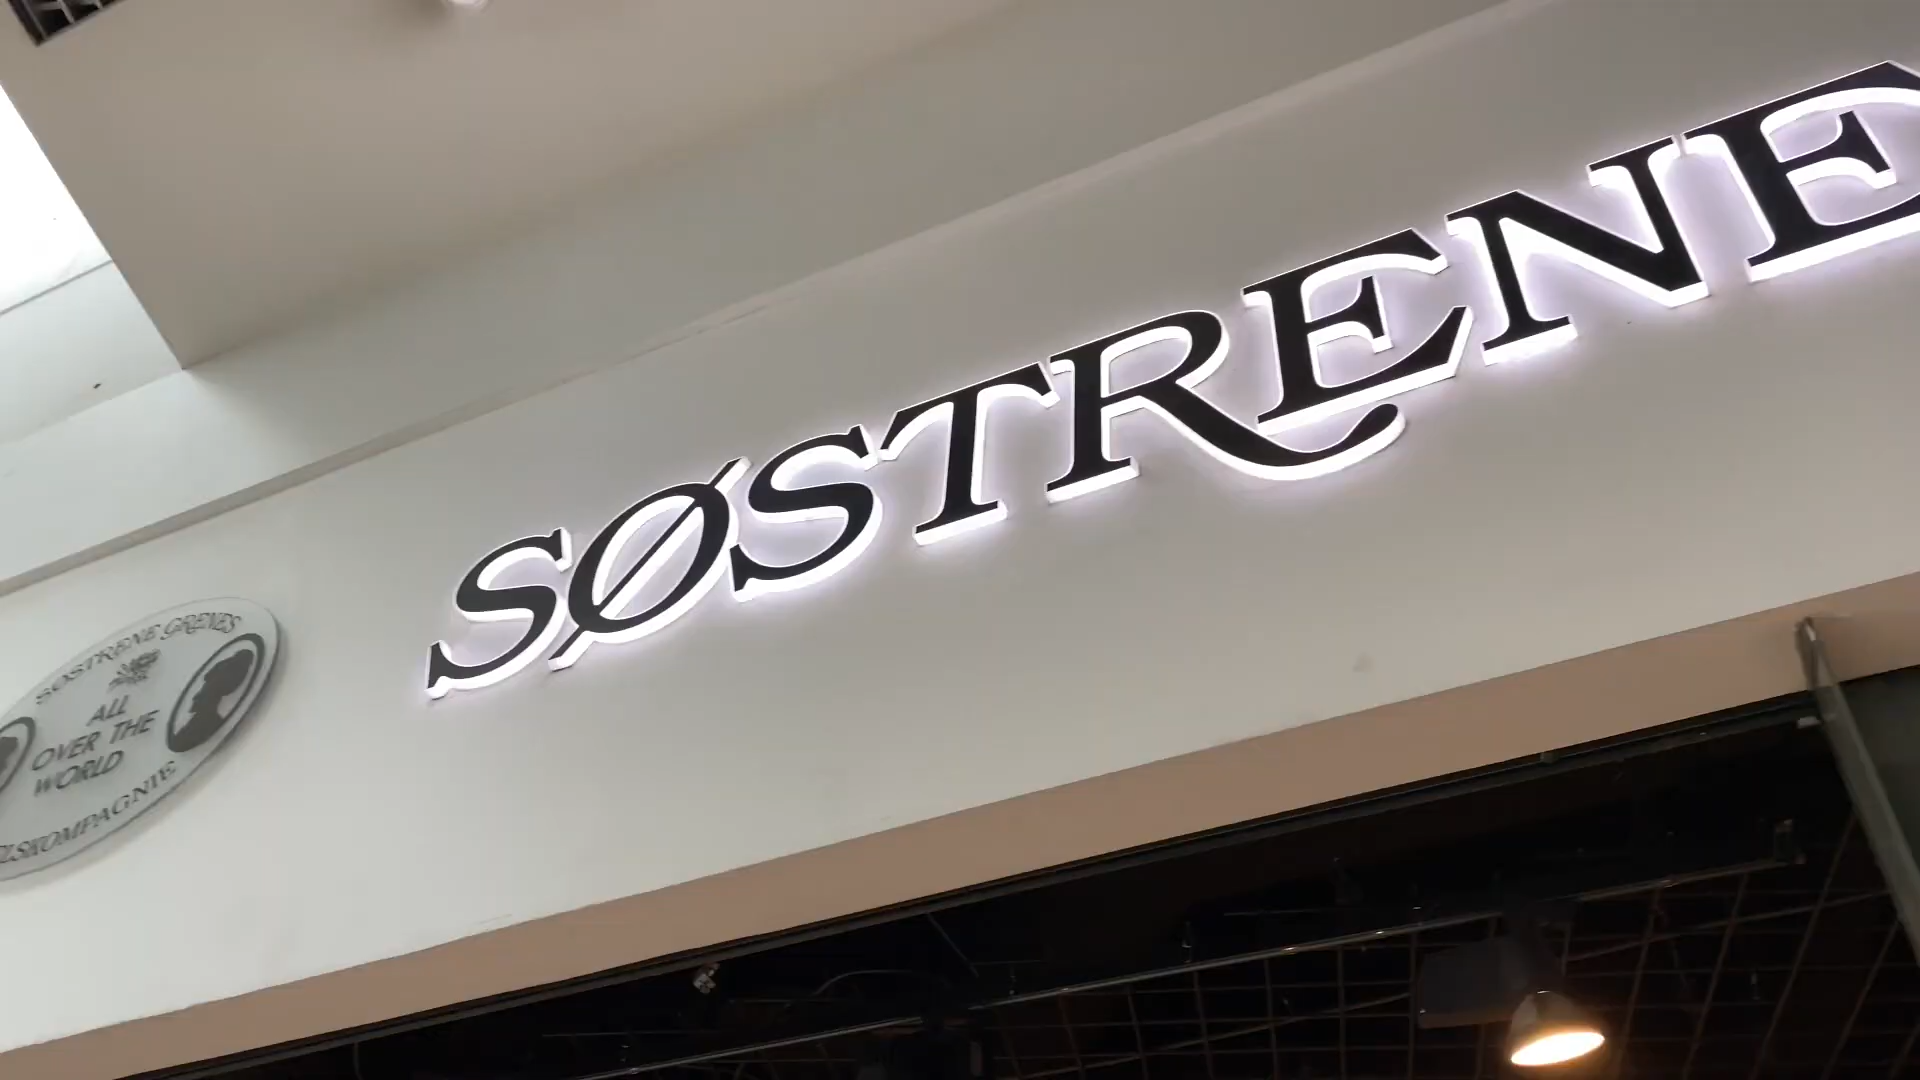 SØSTRENE
SØSTRENE GRENES
ALL
OVER THE
WORLD